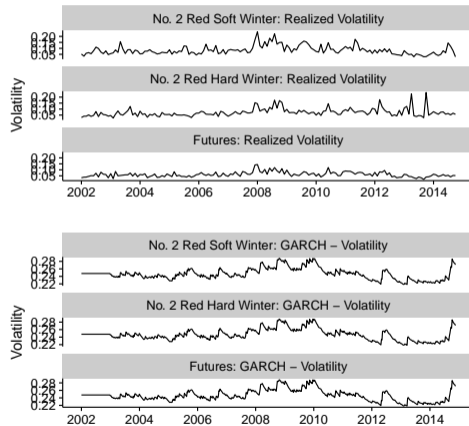 No. 2 Red Soft Winter: Realized Volatility
0.20
0.15
0.10
0.05
No. 2 Red Hard Winter: Realized Volatility
0.20
0.15
0.10
0.05
Futures: Realized Volatility
0.20
0.15
0.10
0.05
Volatility
2002 2004 2006 2008 2010 2012 2014
No. 2 Red Soft Winter: GARCH − Volatility
0.28
0.26
0.24
0.22
No. 2 Red Hard Winter: GARCH − Volatility
0.28
0.26
0.24
0.22
Futures: GARCH − Volatility
0.28
0.26
0.24
0.22
Volatility
2002 2004 2006 2008 2010 2012 2014